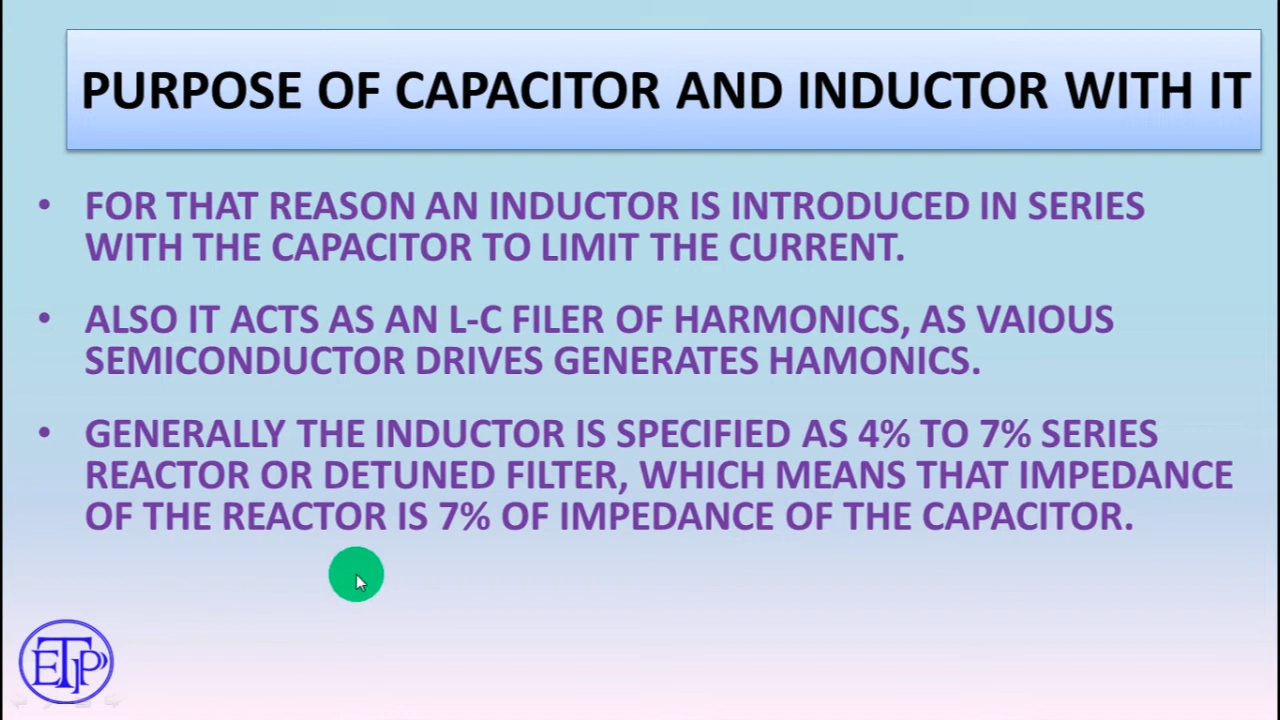 PURPOSE OF CAPACITOR AND INDUCTOR WITH IT
• FOR THAT REASON AN INDUCTOR IS INTRODUCED IN SERIES
WITH THE CAPACITOR TO LIMIT THE CURRENT.
• ALSO IT ACTS AS AN L-C FILER OF HARMONICS, AS VAIOUS
SEMICONDUCTOR DRIVES GENERATES HAMONICS.
• GENERALLY THE INDUCTOR IS SPECIFIED AS 4% TO 7% SERIES
REACTOR OR DETUNED FILTER, WHICH MEANS THAT IMPEDANCE
OF THE REACTOR IS 7% OF IMPEDANCE OF THE CAPACITOR.